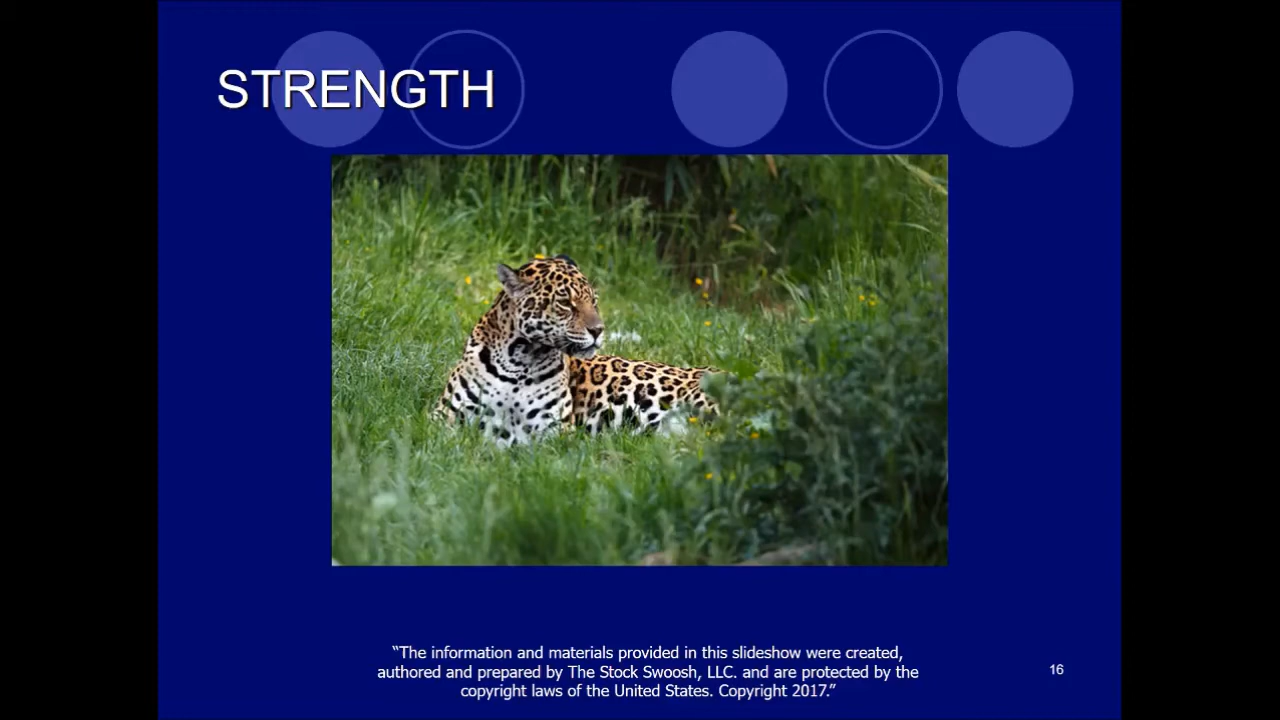 STRENGTH
“The information and materials provided in this slideshow were created,
authored and prepared by The Stock Swoosh, LLC. and are protected by the
copyright laws of the United States. Copyright 2017.”
16